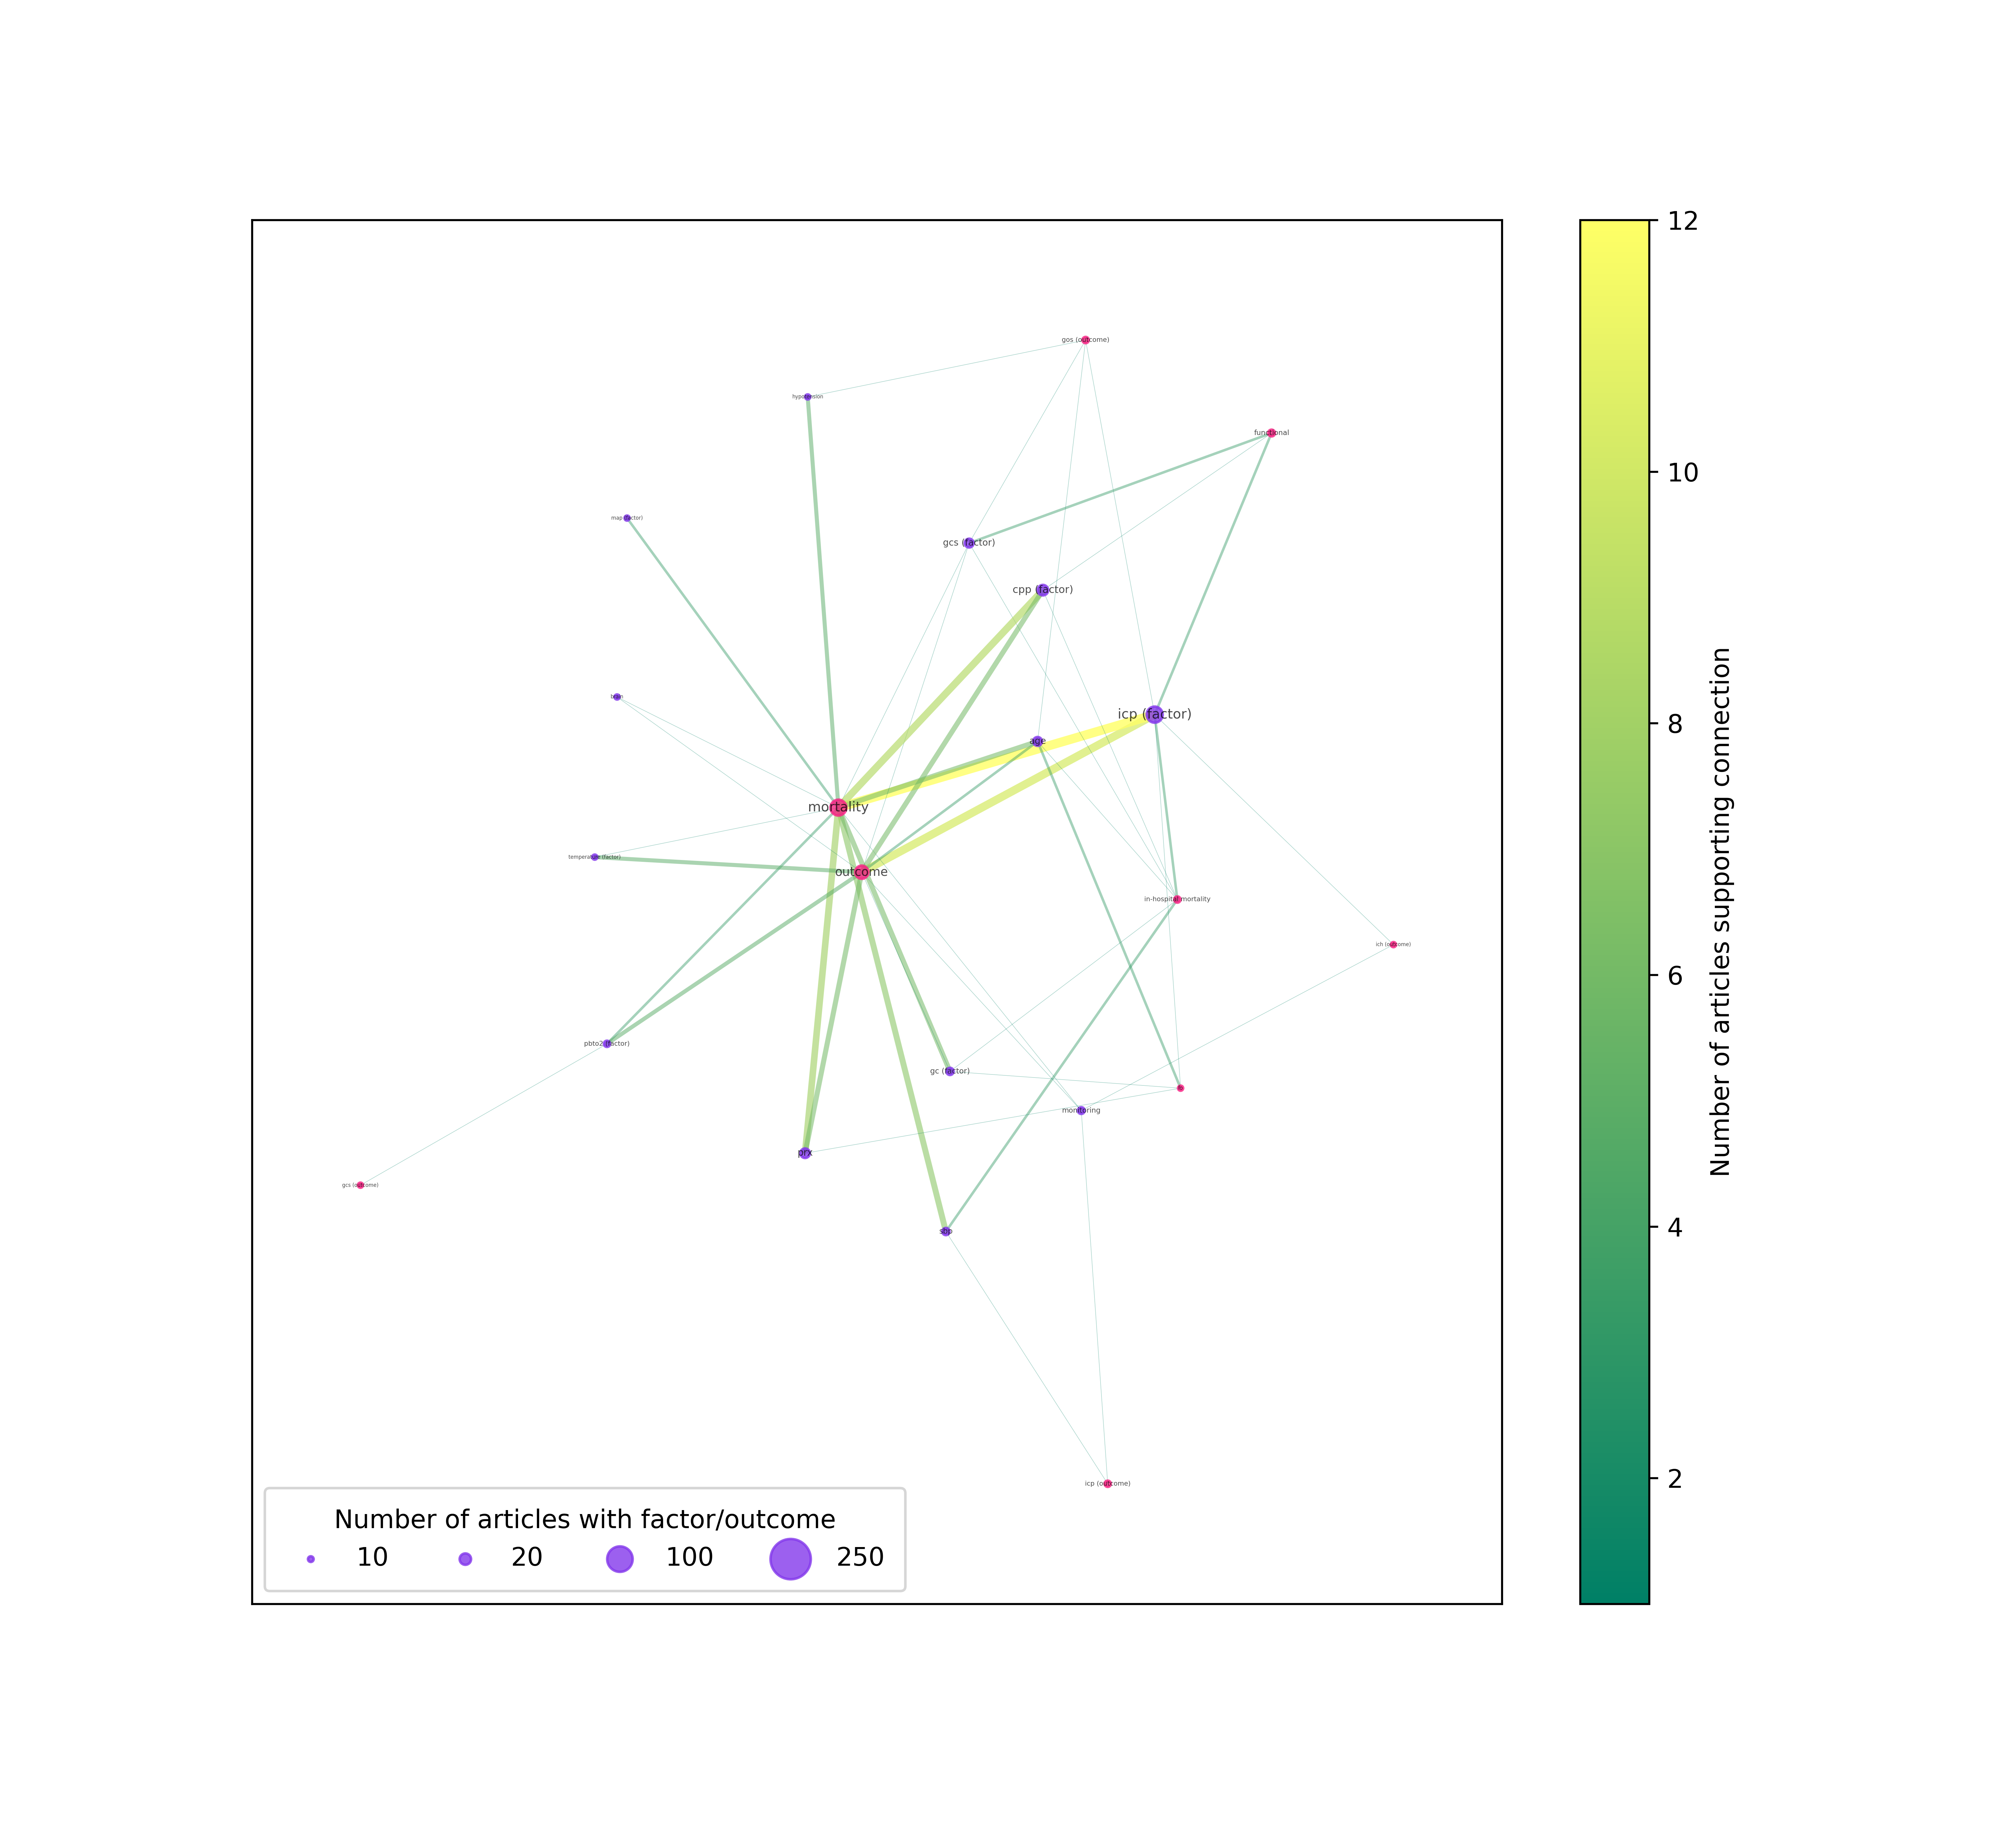 gos (outcome)
hypotension
functional
map (factor)
gcs (factor)
cpp (factor)
icp (factor)
age
mortality
temperature (factor)
outcome
in-hospital mortality
ich (outcome)
pbto2 (factor)
gc (factor)
monitoring
prx
gcs (outcome)
icp (outcome)
Number of articles with factor/outcome
10 20 100 250
12
10
8
6
4
2
Number of articles supporting connection